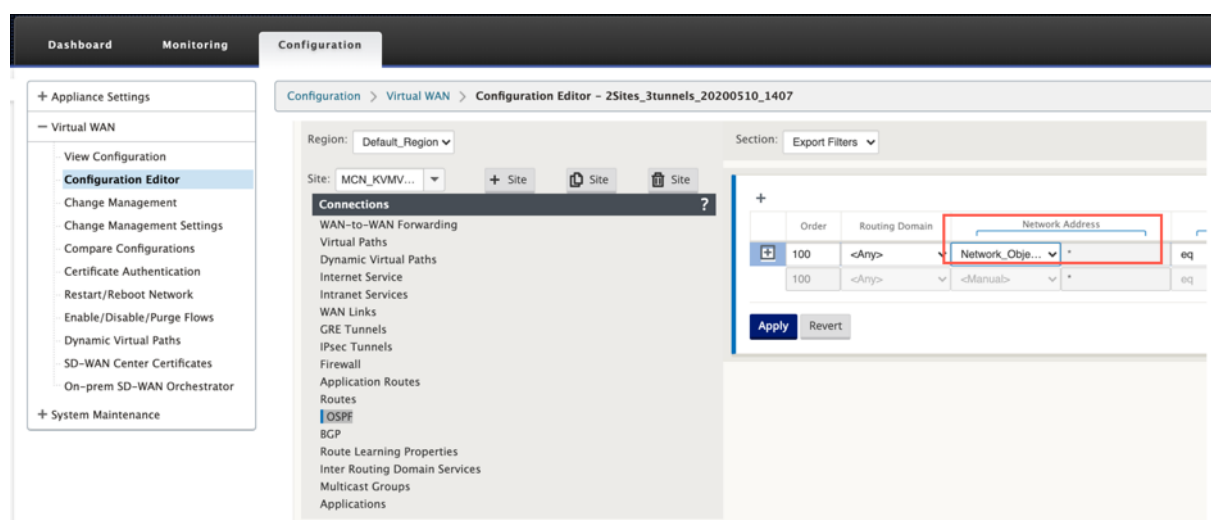 Dashboard Monitoring Configuration
+ Appliance Settings
− Virtual WAN
View Configuration
Configuration Editor
Change Management
Change Management Settings
Compare Configurations
Certificate Authentication
Restart/Reboot Network
Enable/Disable/Purge Flows
Dynamic Virtual Paths
SD-WAN Center Certificates
On-prem SD-WAN Orchestrator
+ System Maintenance
Configuration > Virtual WAN > Configuration Editor - 2Sites_3tunnels_20200510_1407
Region: Default_Region
Site: MCN_KVMV... + Site Site Site
Connections ?
WAN-to-WAN Forwarding
Virtual Paths
Dynamic Virtual Paths
Internet Service
Intranet Services
WAN Links
GRE Tunnels
IPsec Tunnels
Firewall
Application Routes
Routes
OSPF
BGP
Route Learning Properties
Inter Routing Domain Services
Multicast Groups
Applications
Section: Export Filters
+
Order Routing Domain Network Address
+ 100 <Any> Network_Obje... * eq
100 <Any> <Manual> * eq
Apply Revert